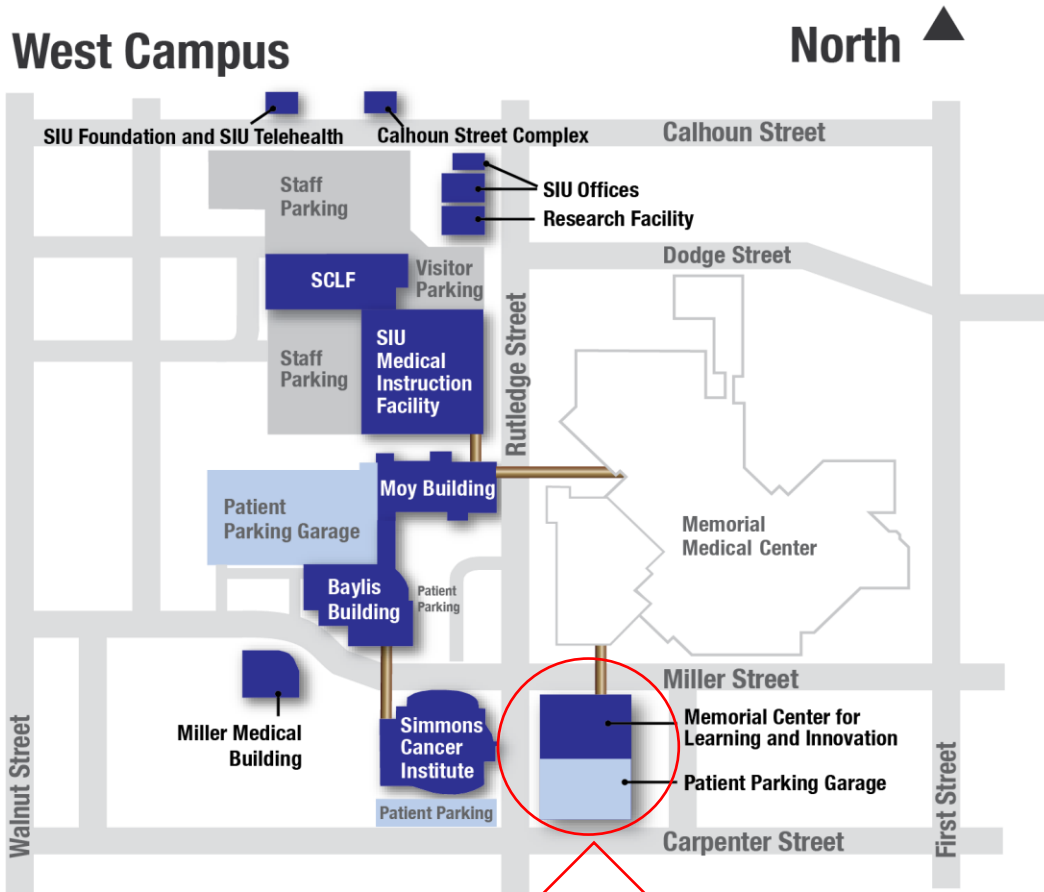 West Campus
North
SIU Foundation and SIU Telehealth
Calhoun Street Complex
Calhoun Street
Staff
Parking
SIU Offices
Research Facility
Dodge Street
SCLF
Visitor
Parking
Rutledge Street
Staff
Parking
SIU
Medical
Instruction
Facility
Moy Building
Patient
Parking Garage
Memorial
Medical Center
Baylis
Building
Patient
Parking
Miller Street
Miller Medical
Building
Simmons
Cancer
Institute
Memorial Center for
Learning and Innovation
Patient Parking Garage
Patient Parking
Walnut Street
First Street
Carpenter Street